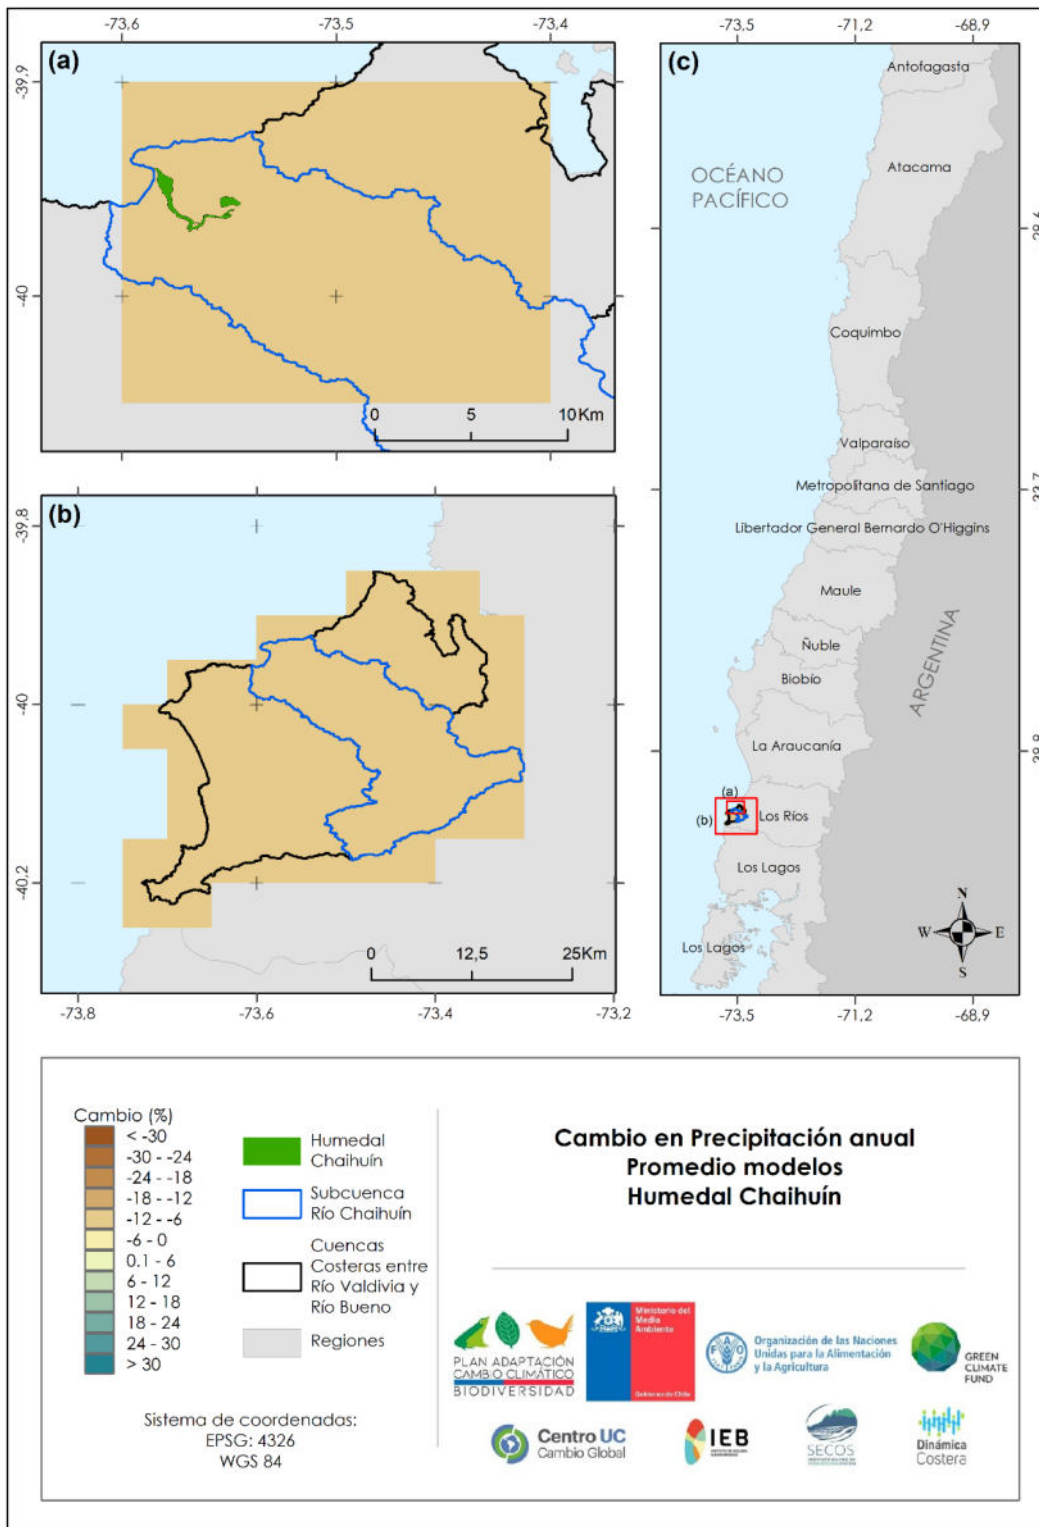 -73,6
-73,5
-73,4
(a)
-39,9
-40
0
5
10Km
(b)
-39,8
-40
-40,2
0
12,5
25Km
-73,8
-73,6
-73,4
-73,2
-73,5
-71,2
-68,9
(c)
Antofagasta
Atacama
OCÉANO
PACÍFICO
Coquimbo
Valparaíso
Metropolitana de Santiago
Libertador General Bernardo O'Higgins
Maule
Ñuble
Biobío
ARGENTINA
La Araucanía
(a)
(b)
Los Ríos
Los Lagos
Los Lagos
N
W
E
S
-73,5
-71,2
-68,9
Cambio (%)
< -30
-30 - -24
-24 - -18
-18 - -12
-12 - -6
-6 - 0
0.1 - 6
6 - 12
12 - 18
18 - 24
24 - 30
> 30
Humedal
Chaihuín
Subcuenca
Río Chaihuín
Cuencas
Costeras entre
Río Valdivia y
Río Bueno
Regiones
Sistema de coordenadas:
EPSG: 4326
WGS 84
Cambio en Precipitación anual
Promedio modelos
Humedal Chaihuín
PLAN ADAPTACIÓN
CAMBIO CLIMÁTICO
BIODIVERSIDAD
Ministerio del
Medio
Ambiente
Gobierno de Chile
FAO
Organización de las Naciones
Unidas para la Alimentación
y la Agricultura
GREEN
CLIMATE
FUND
Centro UC
Cambio Global
IEB
SECOS
Dinámica
Costera